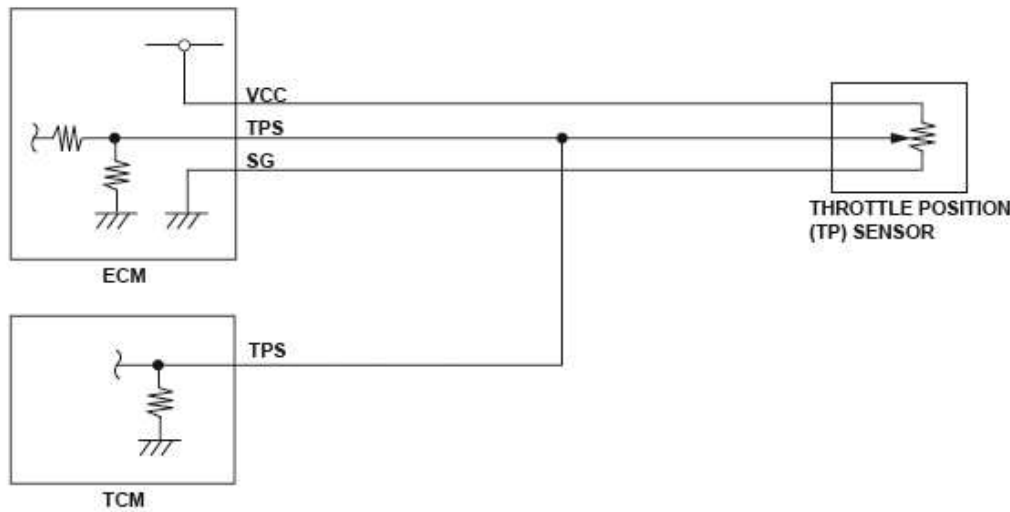 VCC
TPS
SG
THROTTLE POSITION
(TP) SENSOR
ECM
TPS
TCM